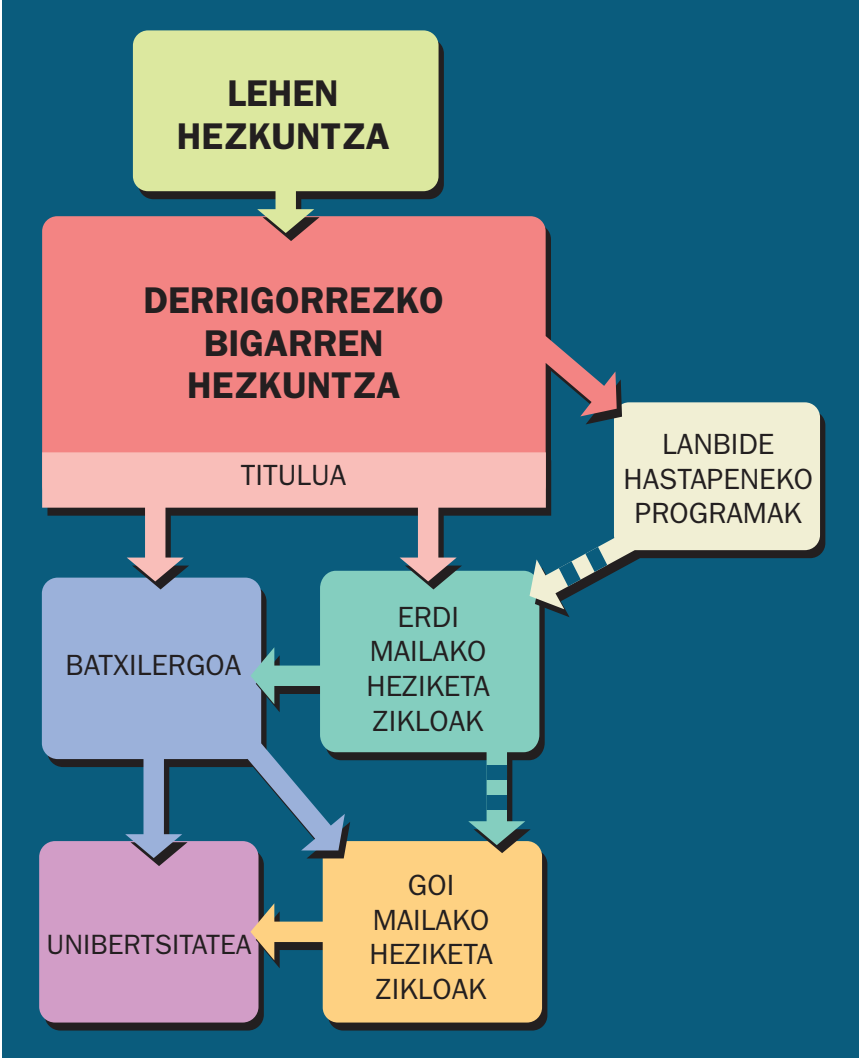 LEHEN
HEZKUNTZA
DERRIGORREZKO
BIGARREN
HEZKUNTZA
TITULUA
LANBIDE
HASTAPENEKO
PROGRAMAK
BATXILERGOA
ERDI
MAILAKO
HEZIKETA
ZIKLOAK
UNIBERTSITATEA
GOI
MAILAKO
HEZIKETA
ZIKLOAK